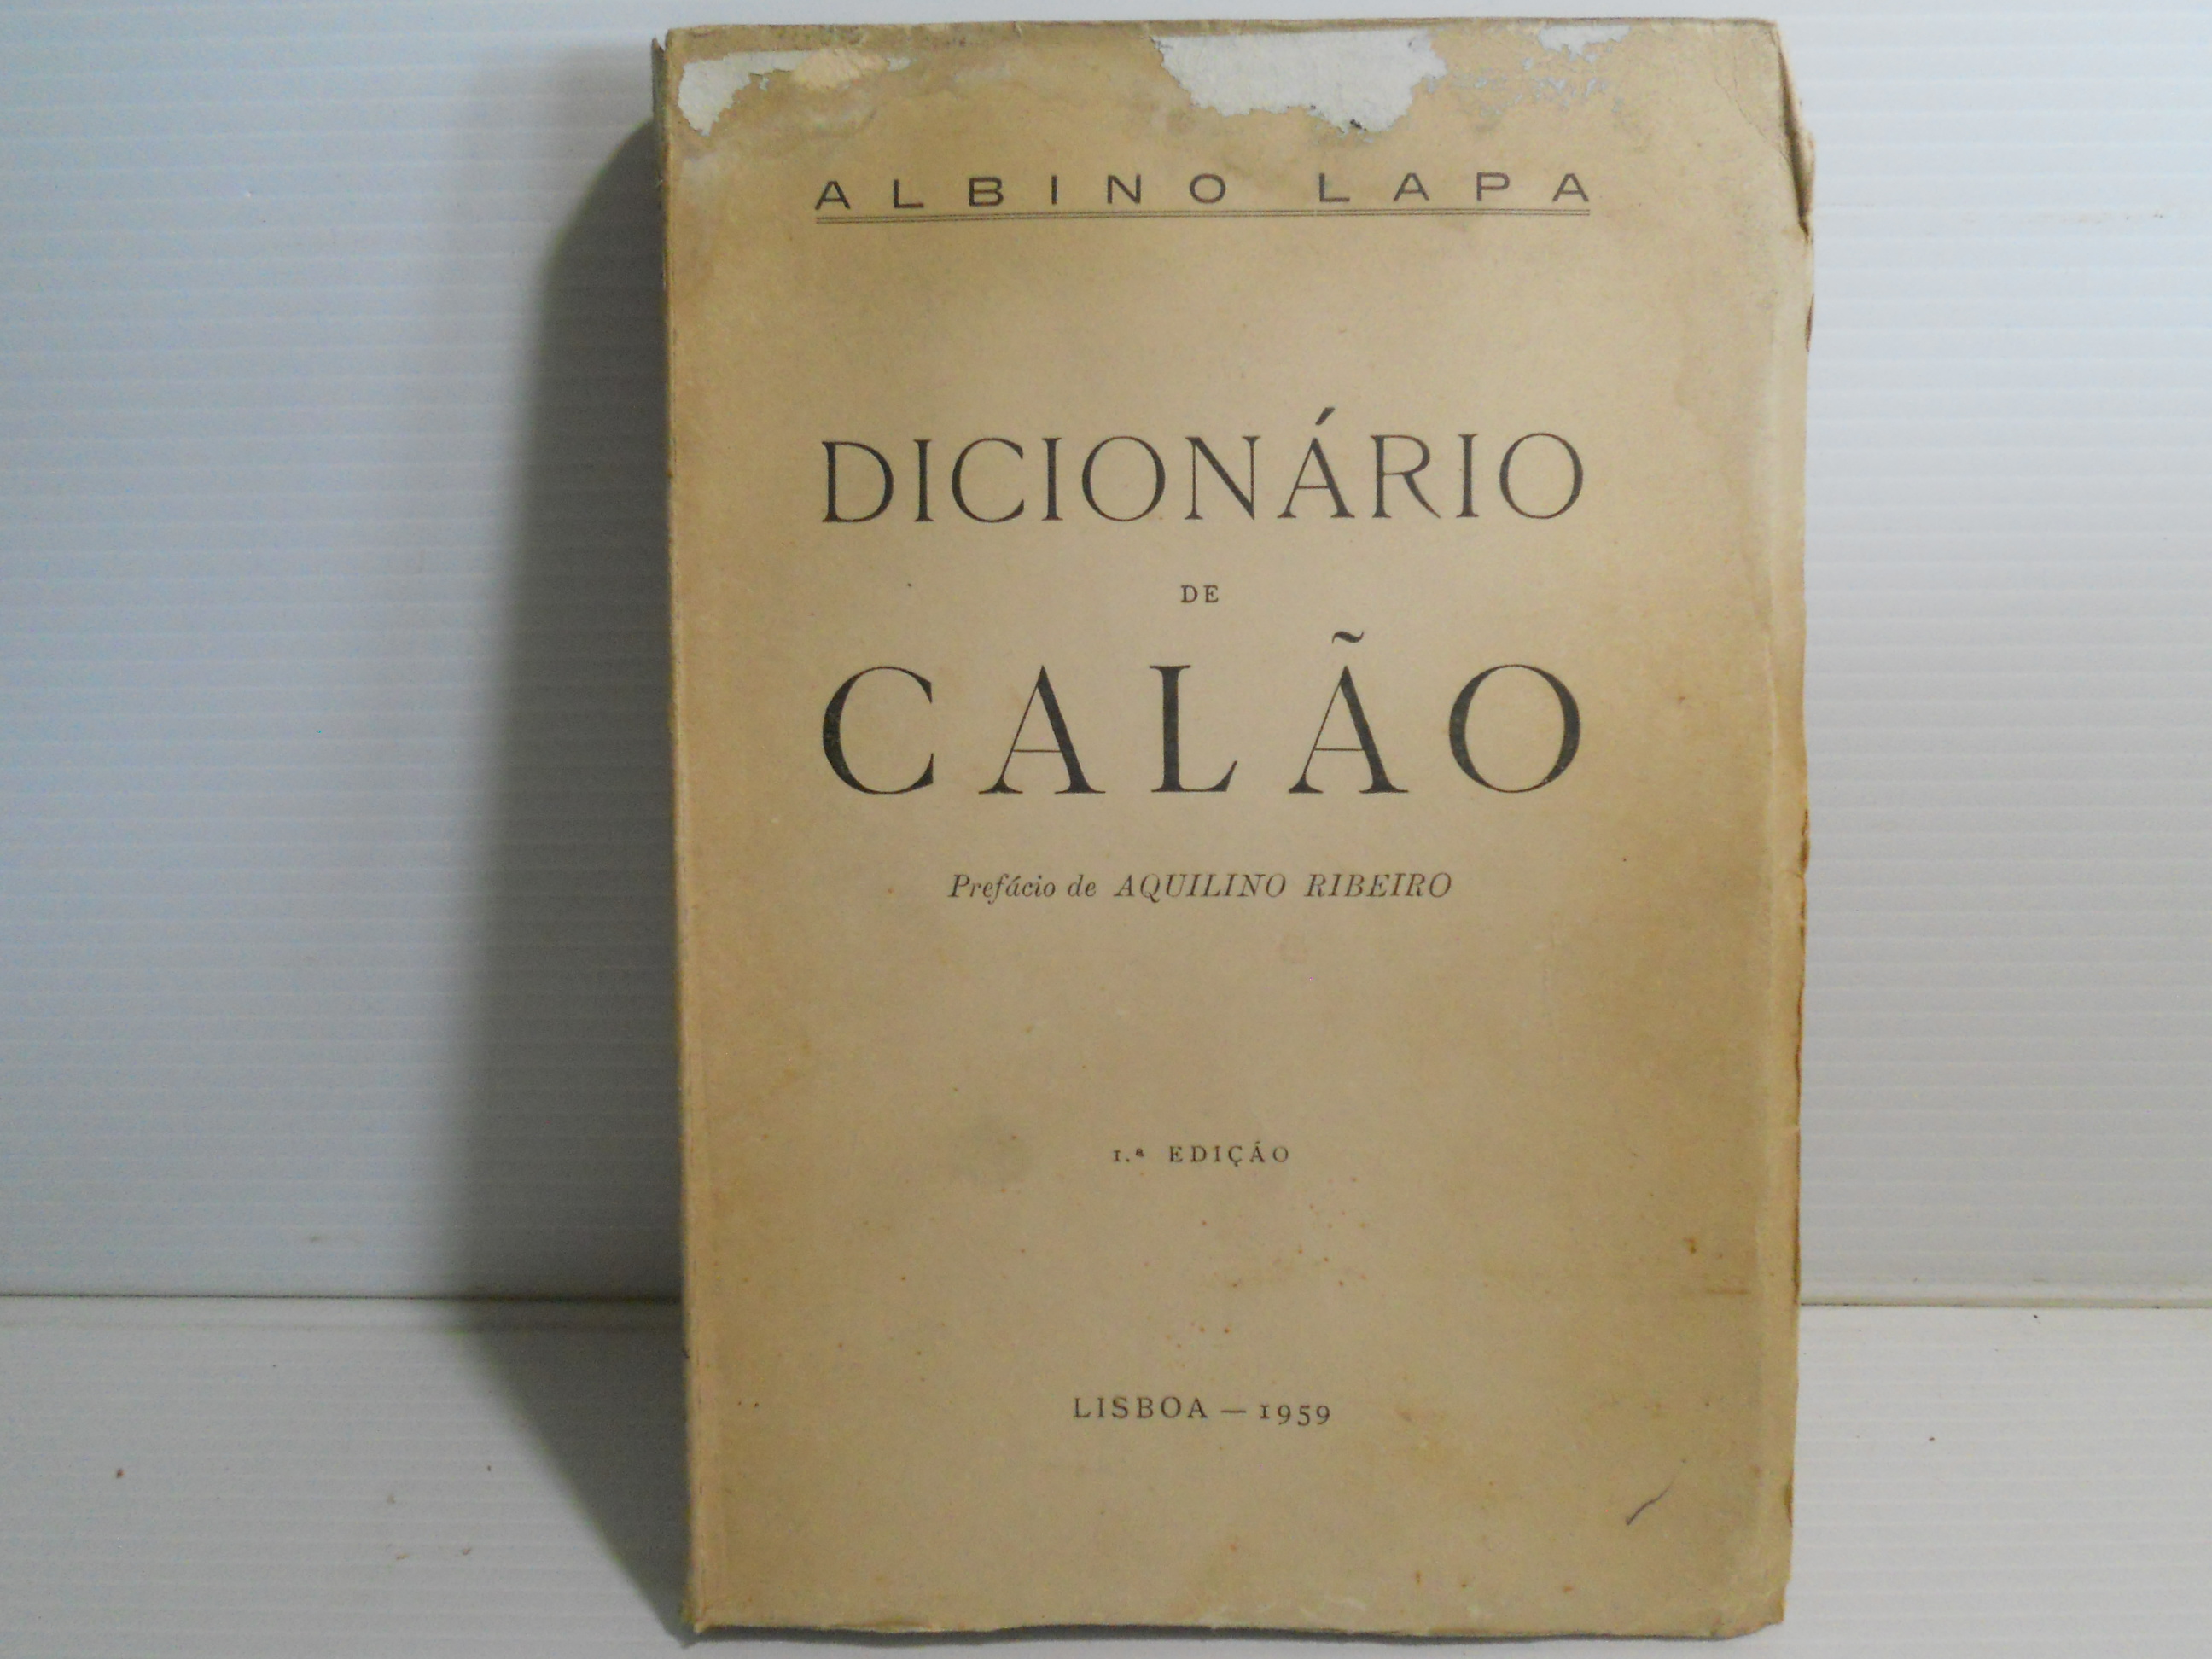 ALBINO LAPA
DICIONÁRIO
DE
CALÃO
Prefácio de AQUILINO RIBEIRO
1.ª EDIÇÃO
LISBOA — 1959